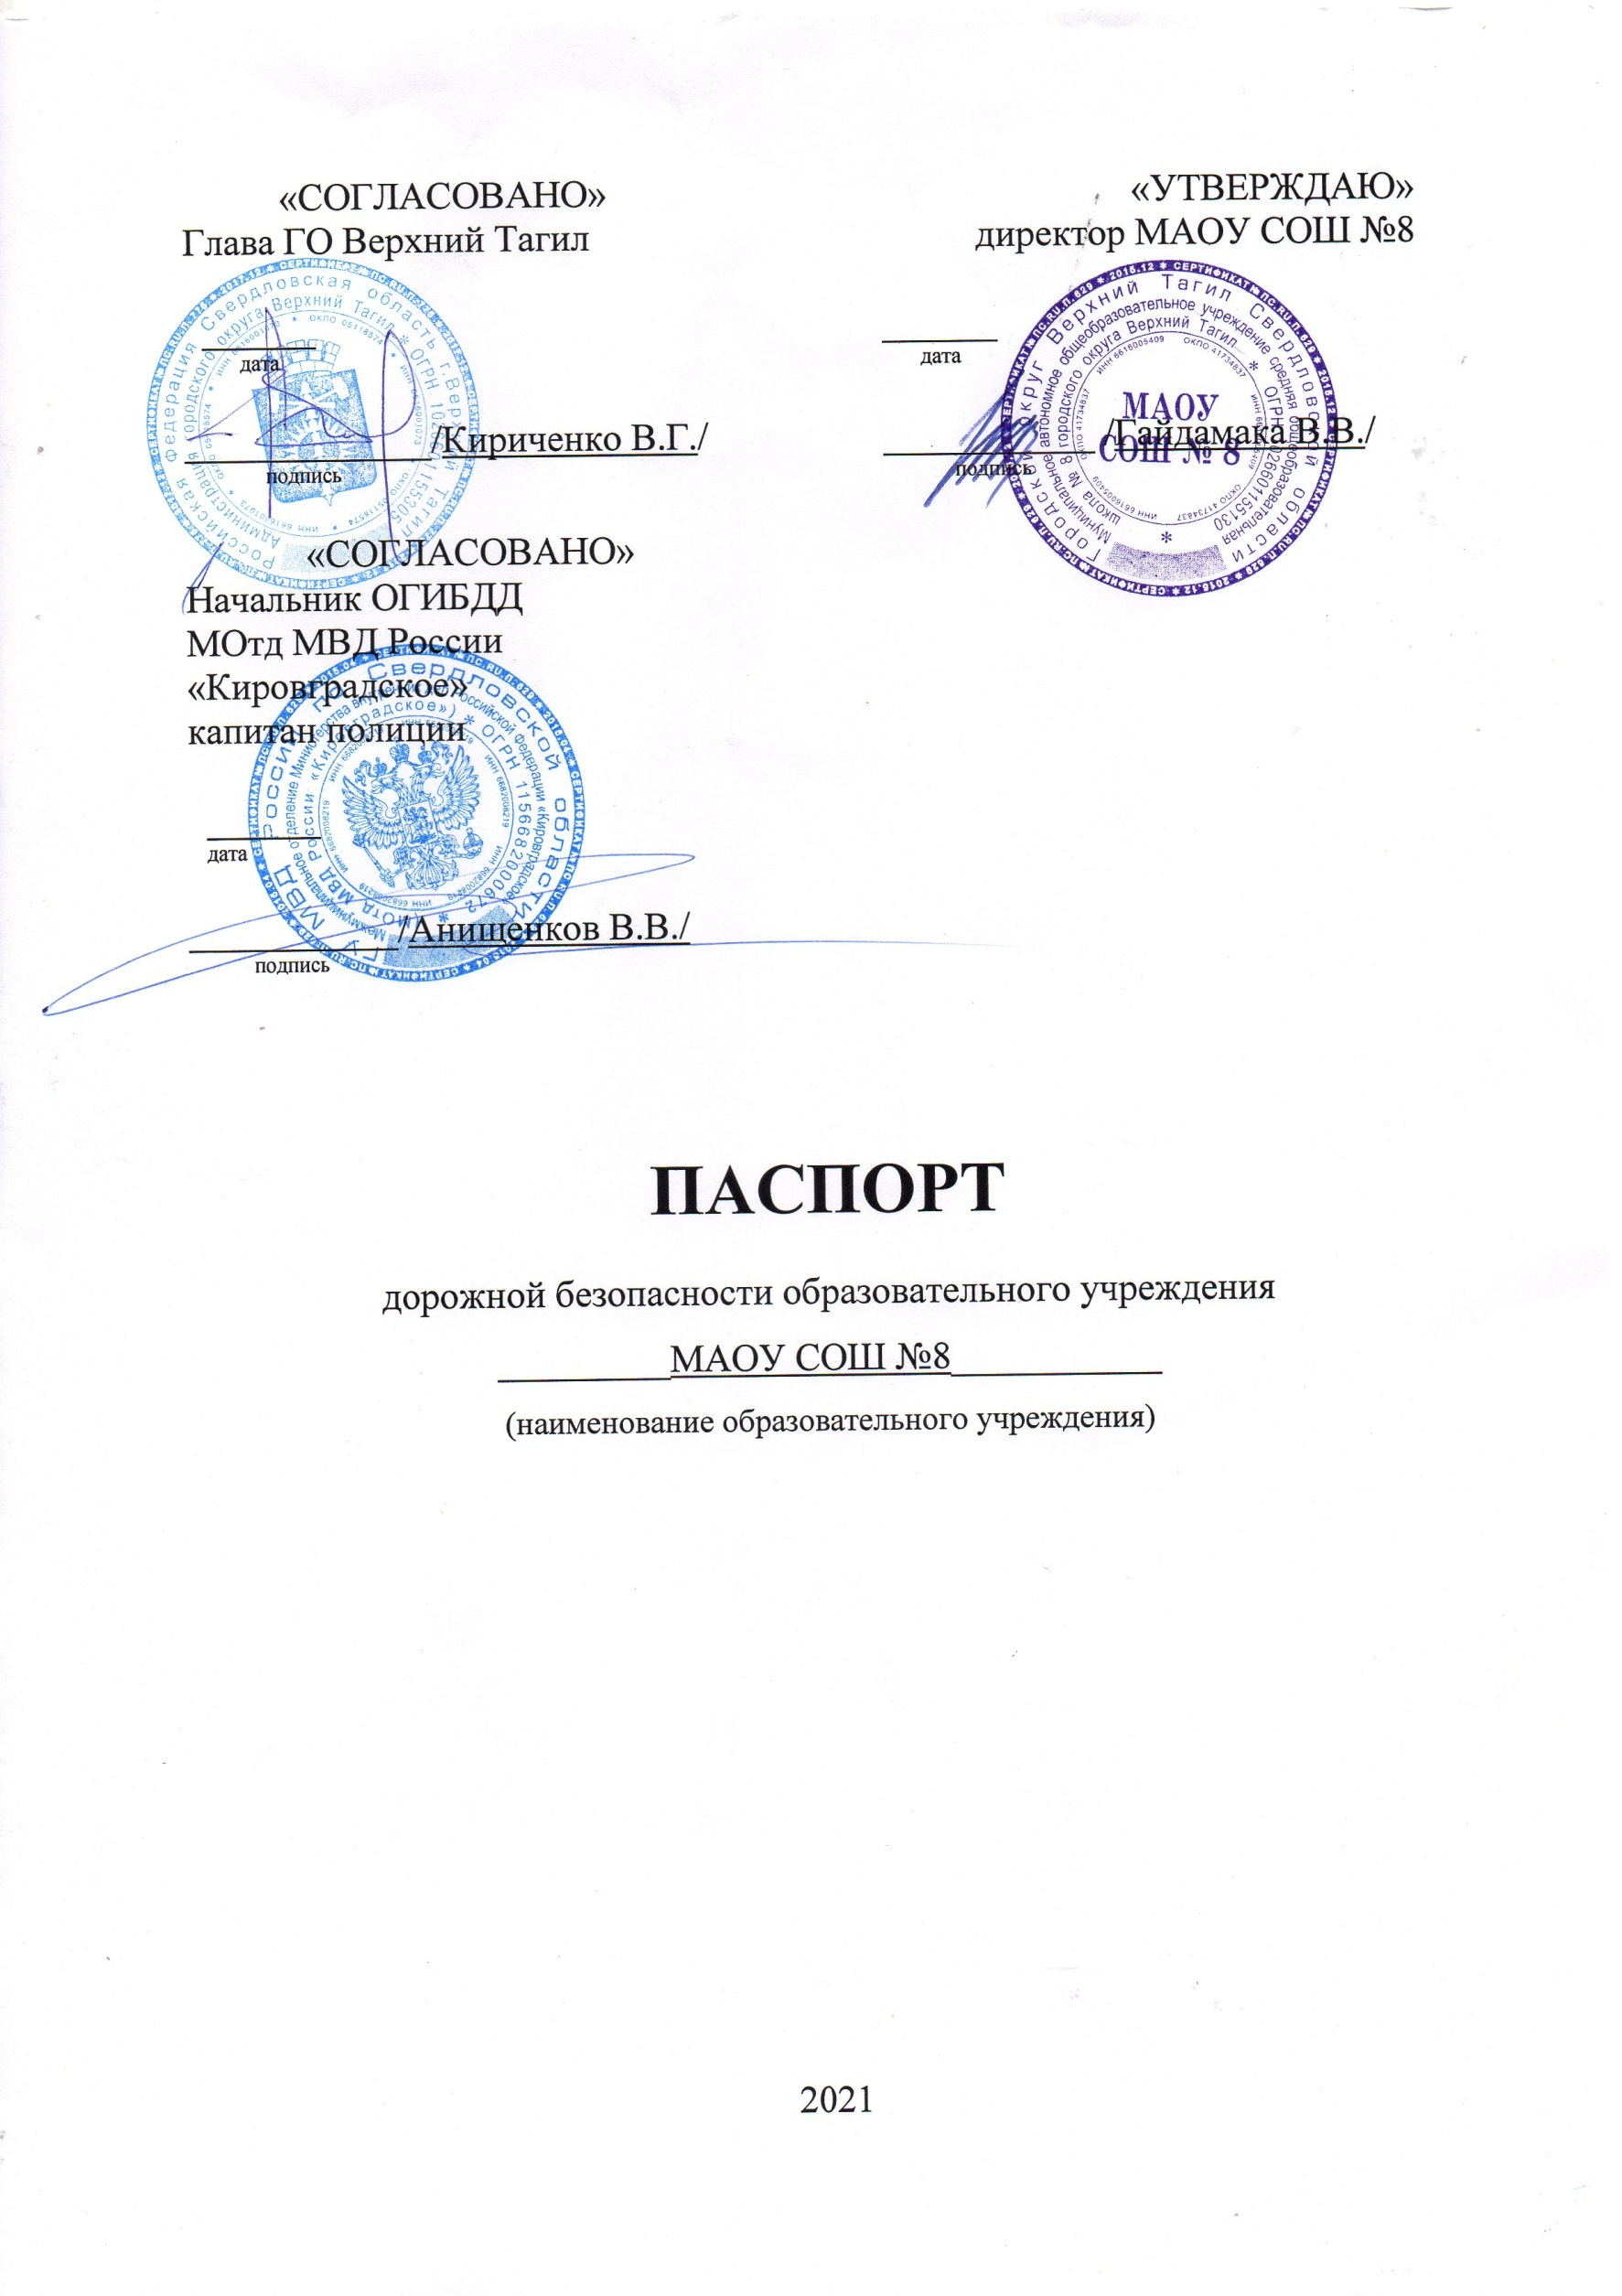 «СОГЛАСОВАНО»
Глава ГО Верхний Тагил
дата
/Кириченко В.Г./
подпись
«УТВЕРЖДАЮ»
директор МАОУ СОШ №8
дата
/Гайдамака В.В./
подпись
МАОУ
СОШ № 8
«СОГЛАСОВАНО»
Начальник ОГИБДД
МОтд МВД России
«Кировградское»
капитан полиции
дата
/Анищенков В.В./
подпись
ПАСПОРТ
дорожной безопасности образовательного учреждения
МАОУ СОШ №8
(наименование образовательного учреждения)
2021